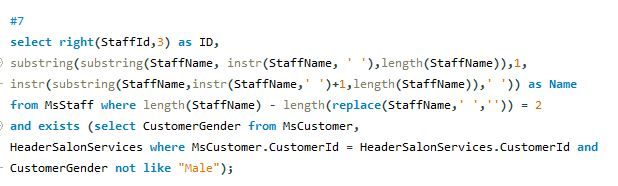 #7
select right(StaffId,3) as ID,
substring(substring(StaffName, instr(StaffName, ' '),length(StaffName)),1,
instr(substring(StaffName,instr(StaffName,' ')+1,length(StaffName)),' ')) as Name
from MsStaff where length(StaffName) - length(replace(StaffName,' ','')) = 2
and exists (select CustomerGender from MsCustomer,
HeaderSalonServices where MsCustomer.CustomerId = HeaderSalonServices.CustomerId and
CustomerGender not like "Male");